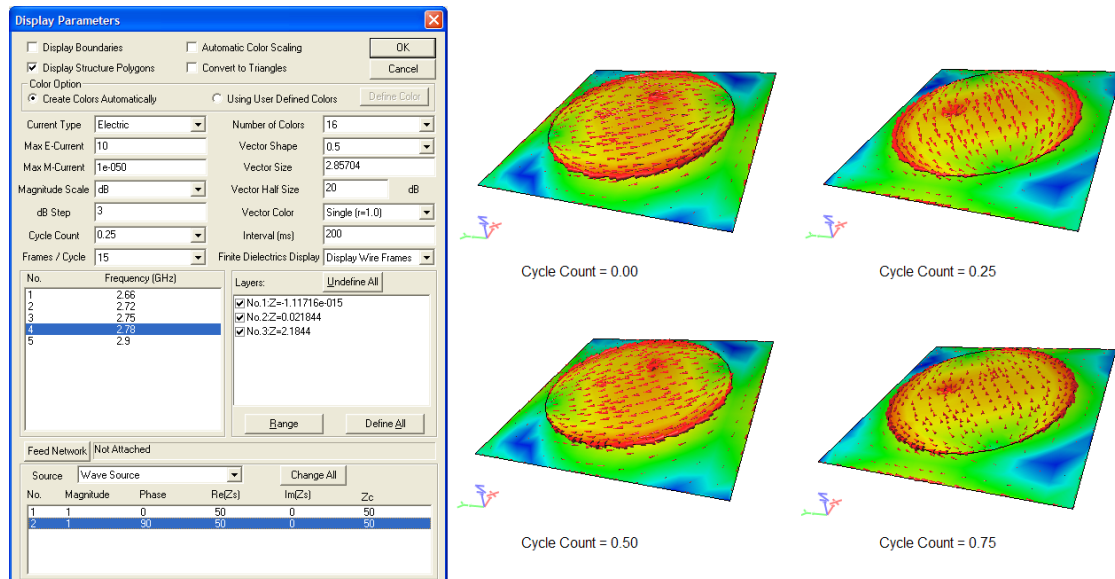 Display Parameters
Display Boundaries
Automatic Color Scaling
OK
Display Structure Polygons
Convert to Triangles
Cancel
Color Option
Create Colors Automatically
Using User Defined Colors
Define Color
Current Type Electric Number of Colors 16
Max E-Current 10 Vector Shape 0.5
Max M-Current 1e-050 Vector Size 2.85704
Magnitude Scale dB Vector Half Size 20 dB
dB Step 3 Vector Color Single (r=1.0)
Cycle Count 0.25 Interval (ms) 200
Frames / Cycle 15 Finite Dielectrics Display Display Wire Frames
No. Frequency (GHz)
1 2.66
2 2.72
3 2.75
4 2.78
5 2.9
Layers: Undefine All
No.1:Z=-1.11716e-015
No.2:Z=0.021844
No.3:Z=2.1844
Range Define All
Feed Network Not Attached
Source Wave Source Change All
No. Magnitude Phase Re(Zs) Im(Zs) Zc
1 1 0 50 0 50
2 1 90 50 0 50
Cycle Count = 0.00
Cycle Count = 0.25
Cycle Count = 0.50
Cycle Count = 0.75